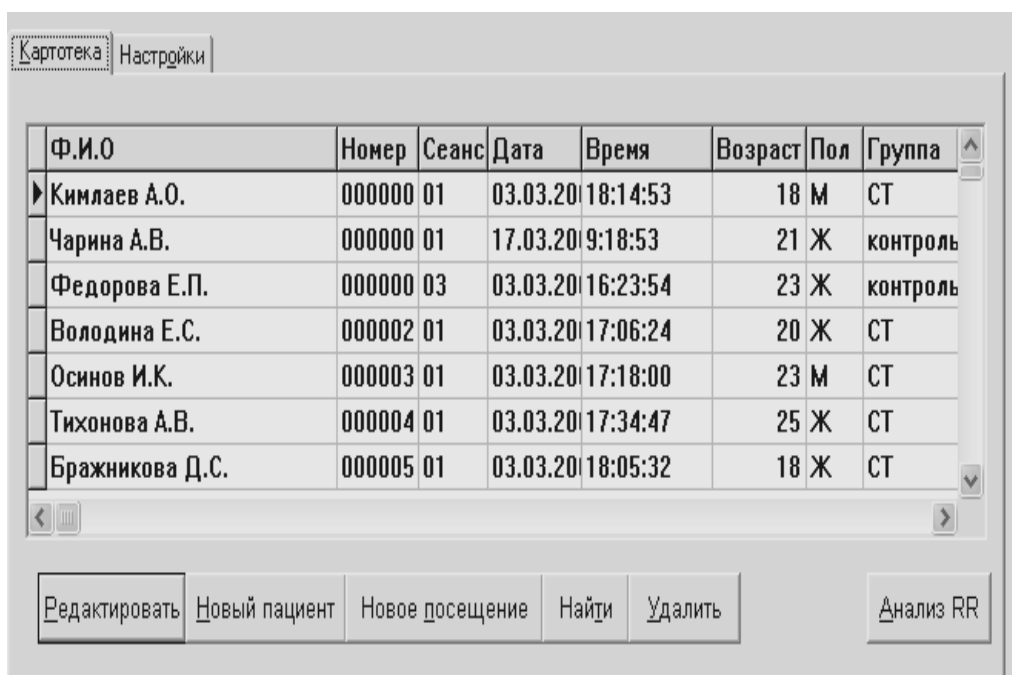 Картотека Настройки
Ф.И.О Номер Сеанс Дата Время Возраст Пол Группа
Кимлаев А.О. 000000 01 03.03.20 18:14:53 18 М СТ
Чарина А.В. 000000 01 17.03.20 9:18:53 21 Ж контроль
Федорова Е.П. 000000 03 03.03.20 16:23:54 23 Ж контроль
Володина Е.С. 000002 01 03.03.20 17:06:24 20 Ж СТ
Осинов И.К. 000003 01 03.03.20 17:18:00 23 М СТ
Тихонова А.В. 000004 01 03.03.20 17:34:47 25 Ж СТ
Бражникова Д.С. 000005 01 03.03.20 18:05:32 18 Ж СТ
Редактировать Новый пациент Новое посещение Найти Удалить Анализ RR